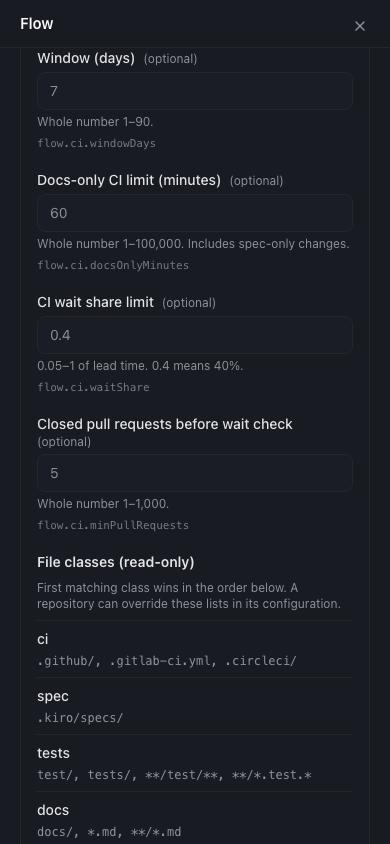 Flow
Window (days) (optional)
7
Whole number 1–90.
flow.ci.windowDays
Docs-only CI limit (minutes) (optional)
60
Whole number 1–100,000. Includes spec-only changes.
flow.ci.docsOnlyMinutes
CI wait share limit (optional)
0.4
0.05–1 of lead time. 0.4 means 40%.
flow.ci.waitShare
Closed pull requests before wait check
(optional)
5
Whole number 1–1,000.
flow.ci.minPullRequests
File classes (read-only)
First matching class wins in the order below. A
repository can override these lists in its configuration.
ci
.github/, .gitlab-ci.yml, .circleci/
spec
.kiro/specs/
tests
test/, tests/, **/test/**, **/*.test.*
docs
docs/, *.md, **/*.md